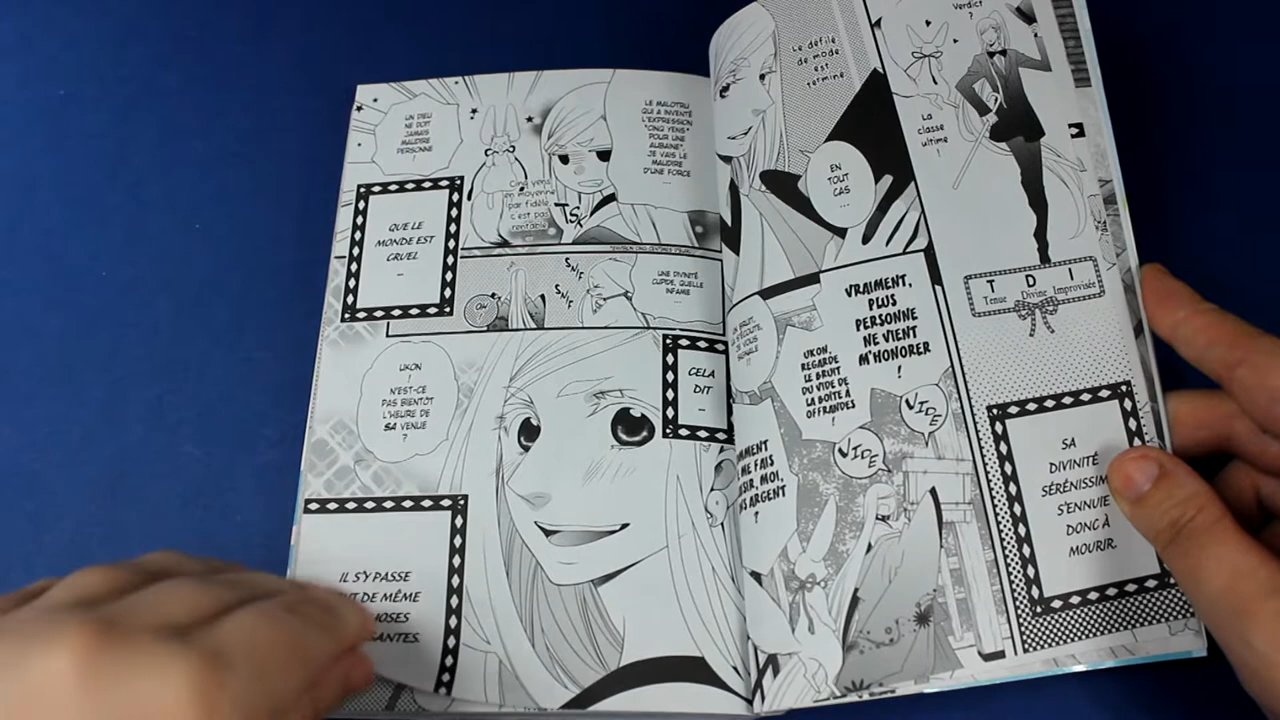 Verdict
?
La
classe
ultime
!
T D I
Tenue Divine Improvisée
SA
DIVINITÉ
S'ENNUIE
DONC À
MOURIR.
Le défilé
de mode
est
terminé
EN
TOUT
CAS
...
VRAIMENT,
PLUS
PERSONNE
NE VIENT
M'HONORER
!
UKON,
REGARDE
LE BRUIT
DU VIDE DE
LA BOÎTE À
OFFRANDES
!
VIDE
VIDE
ME FAIS
MOI,
ARGENT
?
LE MALOTRU
QUI A INVENTÉ
L'EXPRESSION
"CINQ YENS"
POUR UNE
AUBAINE",
JE VAIS LE
MAUDIRE
D'UNE FORCE
...
TSK
Cinq yens
en moyenne
par fidèle,
c'est pas
rentable
UN DIEU
NE DOIT
JAMAIS
MAUDIRE
PERSONNE
!
QUE LE
MONDE EST
CRUEL
...
UNE DIVINITÉ
CUPIDE, QUELLE
INFAMIE
...
SNIF
SNIF
OH
CELA
DIT
...
UKON
!
N'EST-CE
PAS BIENTÔT
L'HEURE DE
SA VENUE
?
IL S'Y PASSE
DE MÊME